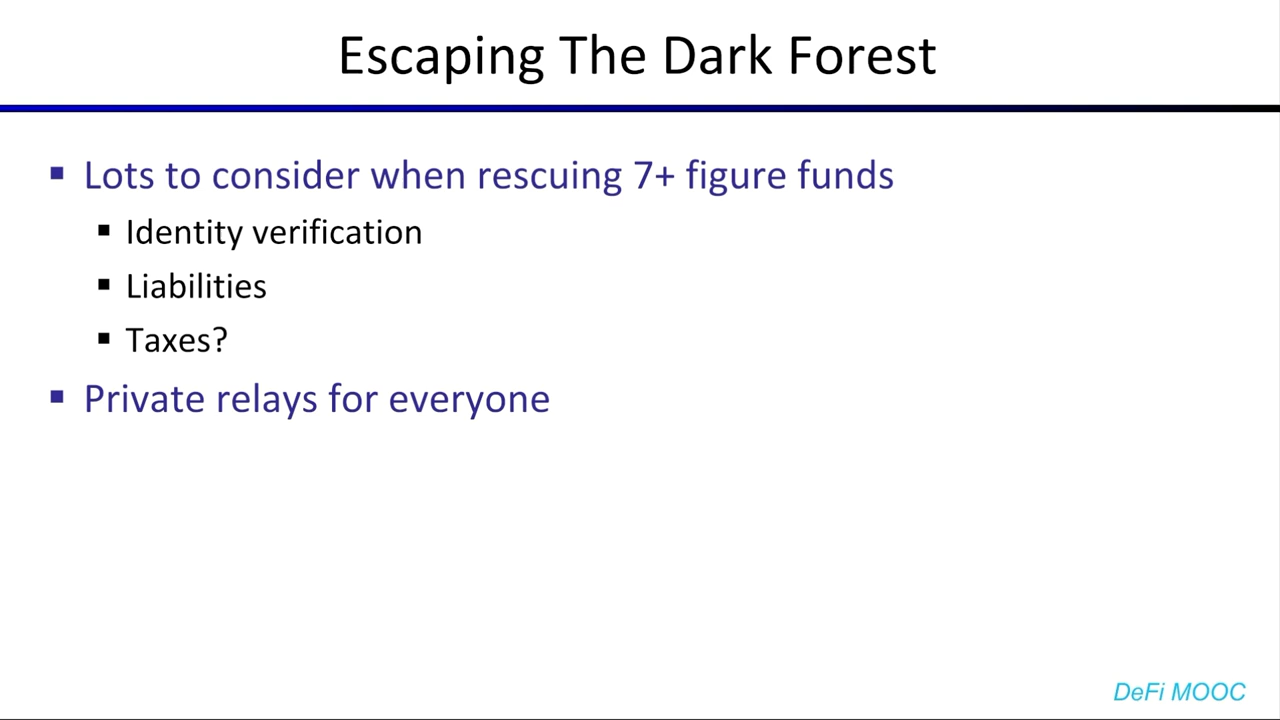 Escaping The Dark Forest
▪ Lots to consider when rescuing 7+ figure funds
▪ Identity verification
▪ Liabilities
▪ Taxes?
▪ Private relays for everyone
DeFi MOOC